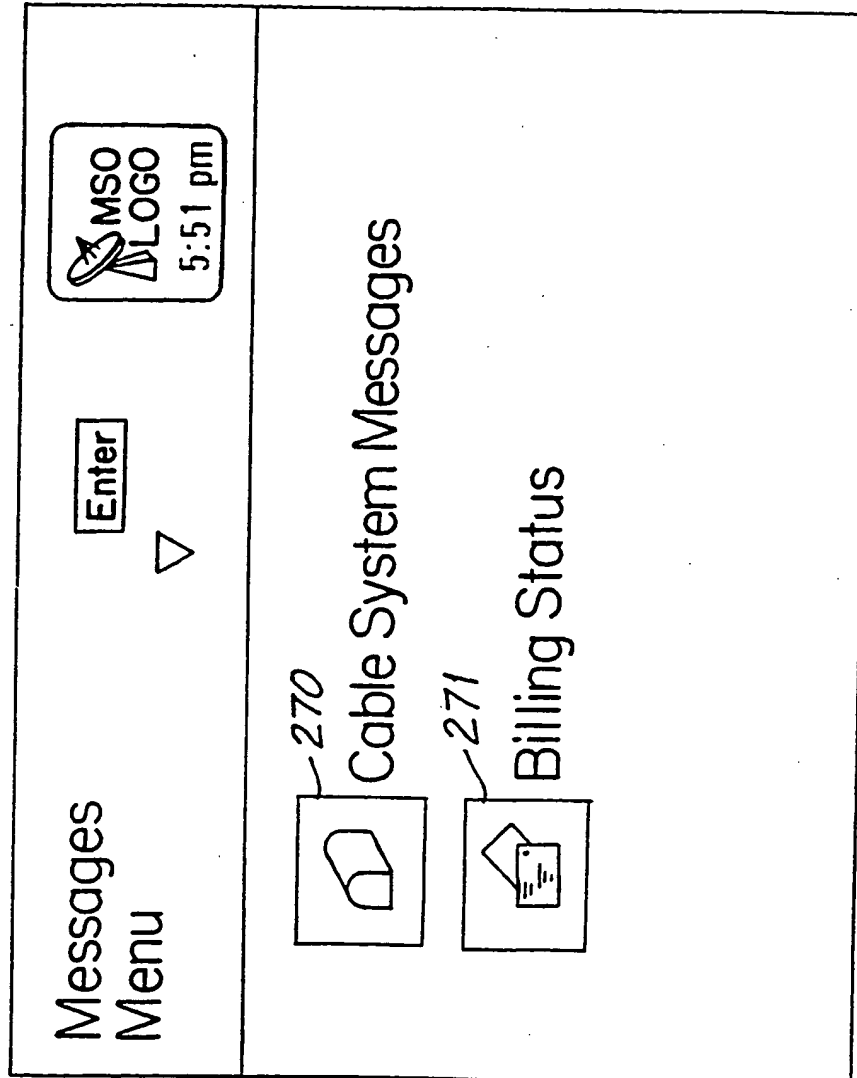 Messages
Menu
Enter
MSO
LOGO
5:51 pm
270
Cable System Messages
271
Billing Status